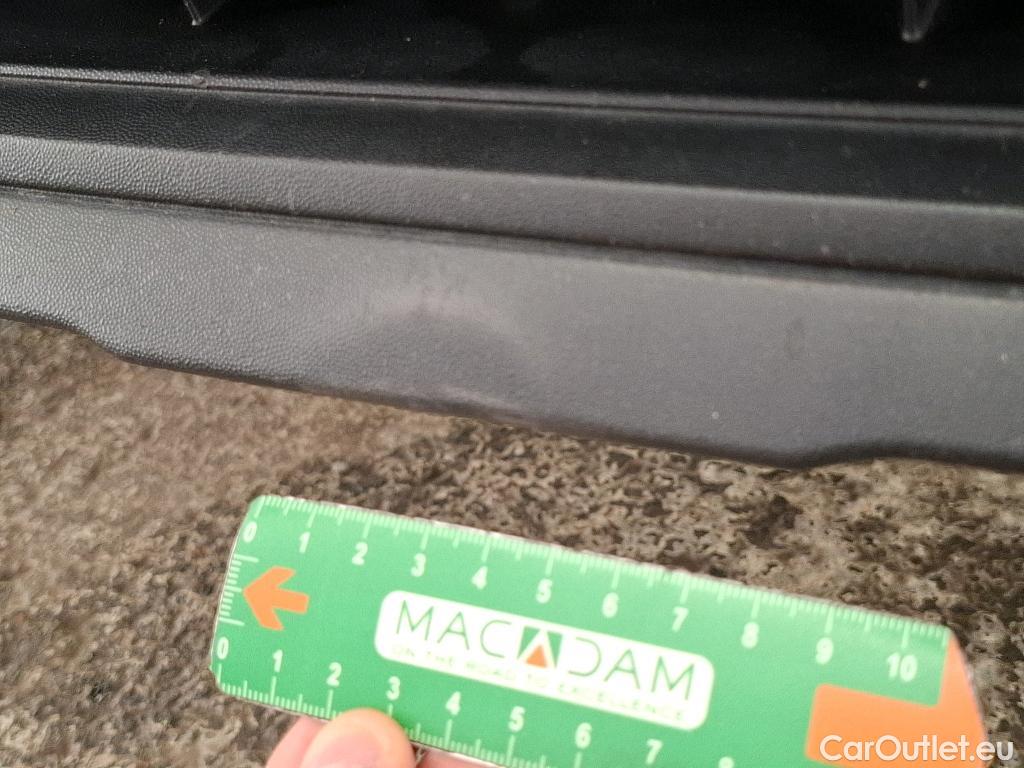 0 1 2 3 4 5 6 7 8 9 10
MACADAM
ON THE ROAD TO EXCELLENCE
0 1 2 3 4 5 6 7
CarOutlet.eu